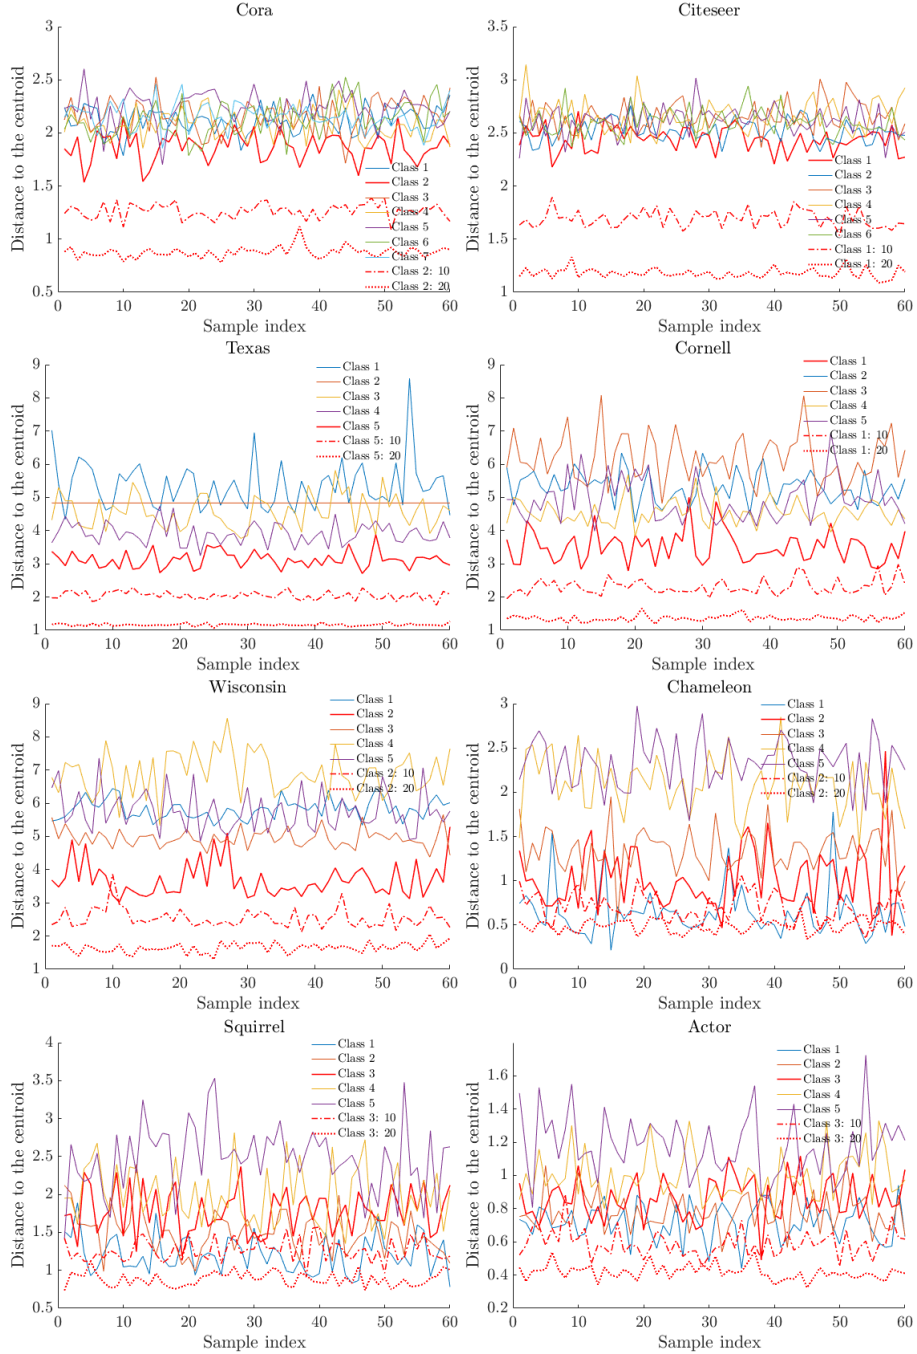 Cora
3
2.5
2
1.5
1
0.5
Distance to the centroid
0 10 20 30 40 50 60
Sample index
Class 1
Class 2
Class 3
Class 4
Class 5
Class 6
Class 7
Class 2: 10
Class 2: 20
Citeseer
3.5
3
2.5
2
1.5
1
Distance to the centroid
0 10 20 30 40 50 60
Sample index
Class 1
Class 2
Class 3
Class 4
Class 5
Class 6
Class 1: 10
Class 1: 20
Texas
9
8
7
6
5
4
3
2
1
Distance to the centroid
0 10 20 30 40 50 60
Sample index
Class 1
Class 2
Class 3
Class 4
Class 5
Class 5: 10
Class 5: 20
Cornell
9
8
7
6
5
4
3
2
1
Distance to the centroid
0 10 20 30 40 50 60
Sample index
Class 1
Class 2
Class 3
Class 4
Class 5
Class 1: 10
Class 1: 20
Wisconsin
9
8
7
6
5
4
3
2
1
Distance to the centroid
0 10 20 30 40 50 60
Sample index
Class 1
Class 2
Class 3
Class 4
Class 5
Class 2: 10
Class 2: 20
Chameleon
3
2.5
2
1.5
1
0.5
0
Distance to the centroid
0 10 20 30 40 50 60
Sample index
Class 1
Class 2
Class 3
Class 4
Class 5
Class 2: 10
Class 2: 20
Squirrel
4
3.5
3
2.5
2
1.5
1
0.5
Distance to the centroid
0 10 20 30 40 50 60
Sample index
Class 1
Class 2
Class 3
Class 4
Class 5
Class 3: 10
Class 3: 20
Actor
1.6
1.4
1.2
1
0.8
0.6
0.4
0.2
Distance to the centroid
0 10 20 30 40 50 60
Sample index
Class 1
Class 2
Class 3
Class 4
Class 5
Class 3: 10
Class 3: 20